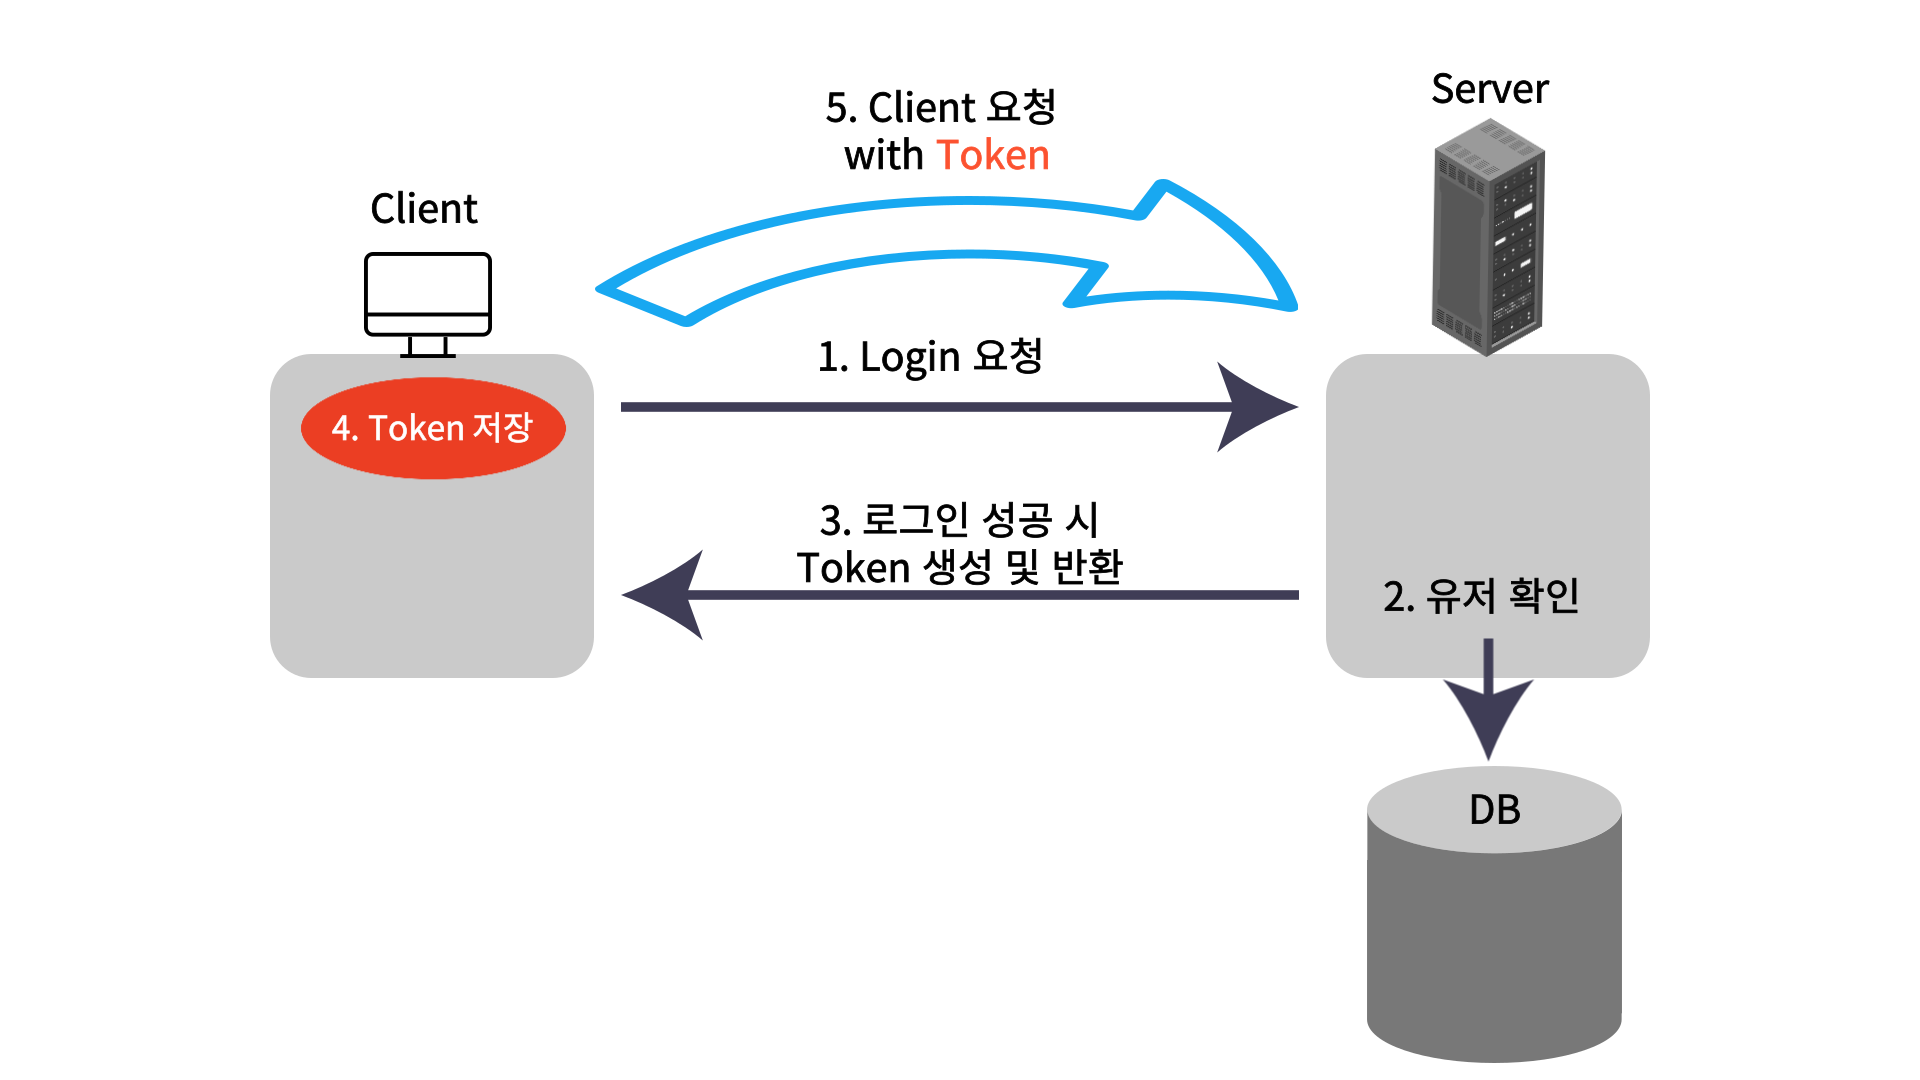 Server
5. Client 요청
with Token
Client
1. Login 요청
4. Token 저장
3. 로그인 성공 시
Token 생성 및 반환
2. 유저 확인
DB